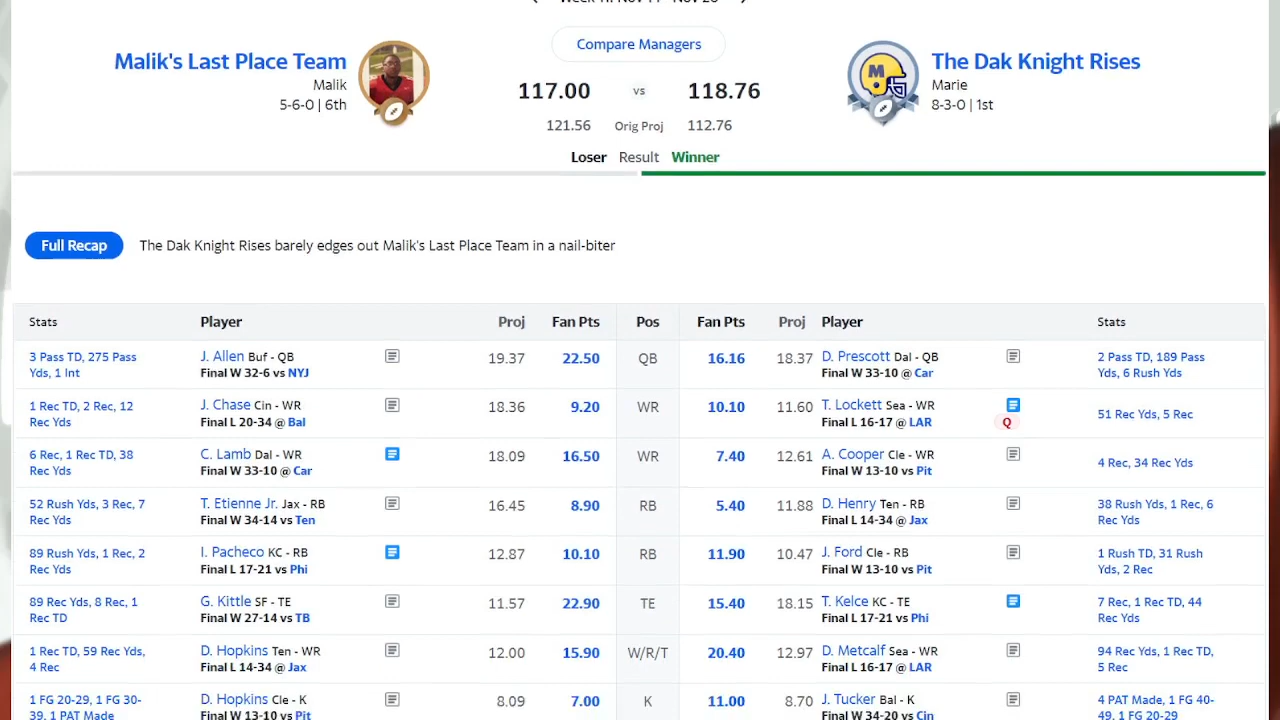 Week 11: Nov 14 - Nov 20
Malik's Last Place Team
Malik
5-6-0 | 6th
Compare Managers
117.00 vs 118.76
121.56 Orig Proj 112.76
Loser Result Winner
M
The Dak Knight Rises
Marie
8-3-0 | 1st
Full Recap The Dak Knight Rises barely edges out Malik's Last Place Team in a nail-biter
Stats Player Proj Fan Pts Pos Fan Pts Proj Player Stats
3 Pass TD, 275 Pass J. Allen Buf - QB 19.37 22.50 QB 16.16 18.37 D. Prescott Dal - QB 2 Pass TD, 189 Pass
Yds, 1 Int Final W 32-6 vs NYJ Final W 33-10 @ Car Yds, 6 Rush Yds
1 Rec TD, 2 Rec, 12 J. Chase Cin - WR 18.36 9.20 WR 10.10 11.60 T. Lockett Sea - WR 51 Rec Yds, 5 Rec
Rec Yds Final L 20-34 @ Bal Final L 16-17 @ LAR Q
6 Rec, 1 Rec TD, 38 C. Lamb Dal - WR 18.09 16.50 WR 7.40 12.61 A. Cooper Cle - WR 4 Rec, 34 Rec Yds
Rec Yds Final W 33-10 @ Car Final W 13-10 vs Pit
52 Rush Yds, 3 Rec, 7 T. Etienne Jr. Jax - RB 16.45 8.90 RB 5.40 11.88 D. Henry Ten - RB 38 Rush Yds, 1 Rec, 6
Rec Yds Final W 34-14 vs Ten Final L 14-34 @ Jax Rec Yds
89 Rush Yds, 1 Rec, 2 I. Pacheco KC - RB 12.87 10.10 RB 11.90 10.47 J. Ford Cle - RB 1 Rush TD, 31 Rush
Rec Yds Final L 17-21 vs Phi Final W 13-10 vs Pit Yds, 2 Rec
89 Rec Yds, 8 Rec, 1 G. Kittle SF - TE 11.57 22.90 TE 15.40 18.15 T. Kelce KC - TE 7 Rec, 1 Rec TD, 44
Rec TD Final W 27-14 vs TB Final L 17-21 vs Phi Rec Yds
1 Rec TD, 59 Rec Yds, D. Hopkins Ten - WR 12.00 15.90 W/R/T 20.40 12.97 D. Metcalf Sea - WR 94 Rec Yds, 1 Rec TD,
4 Rec Final L 14-34 @ Jax Final L 16-17 @ LAR 5 Rec
1 FG 20-29, 1 FG 30- D. Hopkins Cle - K 8.09 7.00 K 11.00 8.70 J. Tucker Bal - K 4 PAT Made, 1 FG 40-
39, 1 PAT Made Final W 13-10 vs Pit Final W 34-20 vs Cin 49, 1 FG 20-29